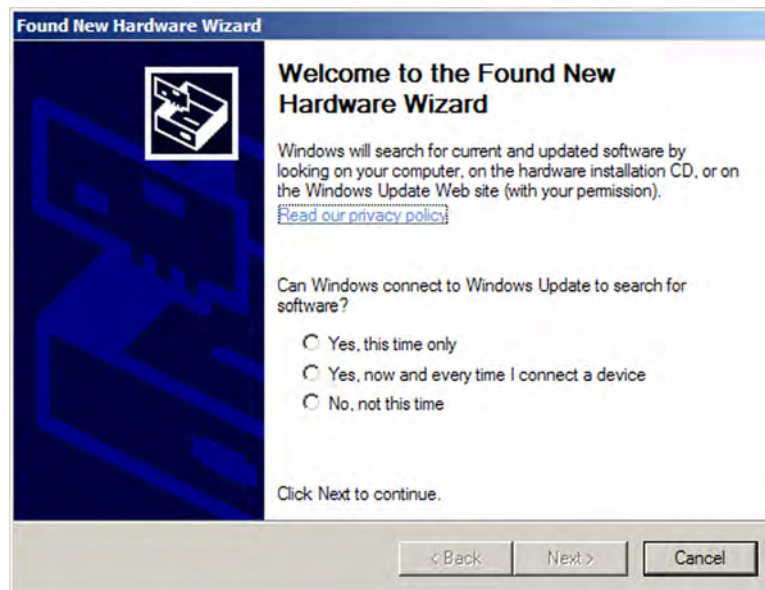 Found New Hardware Wizard
Welcome to the Found New
Hardware Wizard
Windows will search for current and updated software by
looking on your computer, on the hardware installation CD, or on
the Windows Update Web site (with your permission).
Read our privacy policy
Can Windows connect to Windows Update to search for
software?
Yes, this time only
Yes, now and every time I connect a device
No, not this time
Click Next to continue.
< Back Next > Cancel